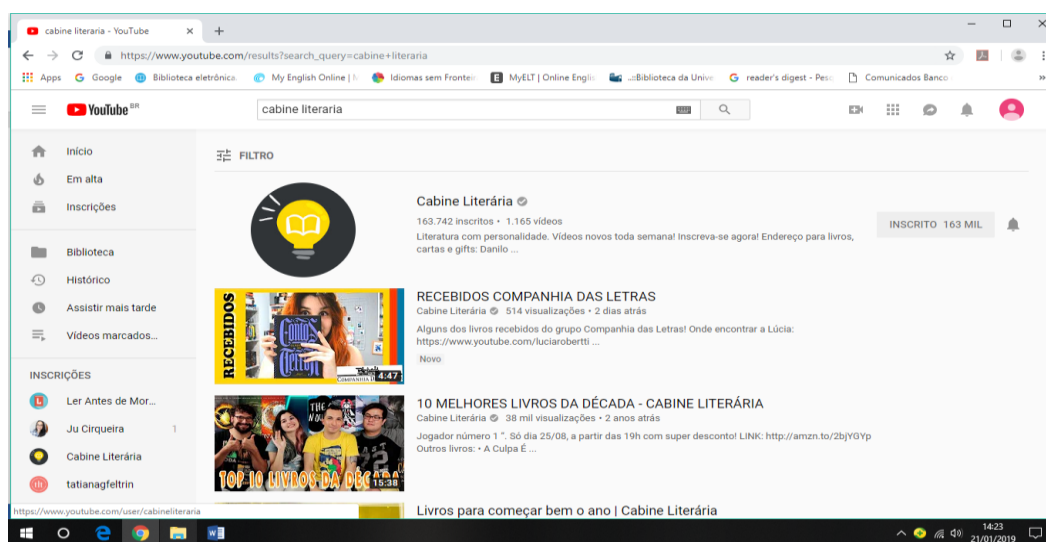 cabine literaria - YouTube
https://www.youtube.com/results?search_query=cabine+literaria
Apps Google Biblioteca eletrônica My English Online | Idiomas sem Frontei MyELT | Online Englis ..::Biblioteca da Unive reader's digest - Pesq Comunicados Banco
YouTube BR
cabine literaria
Início
Em alta
Inscrições
Biblioteca
Histórico
Assistir mais tarde
Vídeos marcados...
INSCRIÇÕES
Ler Antes de Mor...
Ju Cirqueira 1
Cabine Literária
tatianagfeltrin
FILTRO
Cabine Literária
163.742 inscritos • 1.165 vídeos
Literatura com personalidade. Vídeos novos toda semana! Inscreva-se agora! Endereço para livros,
cartas e gifts: Danilo ...
INSCRITO 163 MIL
RECEBIDOS
4:47
RECEBIDOS COMPANHIA DAS LETRAS
Cabine Literária 514 visualizações • 2 dias atrás
Alguns dos livros recebidos do grupo Companhia das Letras! Onde encontrar a Lúcia:
https://www.youtube.com/luciarobertti ...
Novo
TOP 10 LIVROS DA DÉCADA
15:38
10 MELHORES LIVROS DA DÉCADA - CABINE LITERÁRIA
Cabine Literária 38 mil visualizações • 2 anos atrás
Jogador número 1 ". Só dia 25/08, a partir das 19h com super desconto! LINK: http://amzn.to/2bjYGYp
Outros livros: • A Culpa É ...
Livros para começar bem o ano | Cabine Literária
https://www.youtube.com/user/cabineliteraria
14:23
21/01/2019